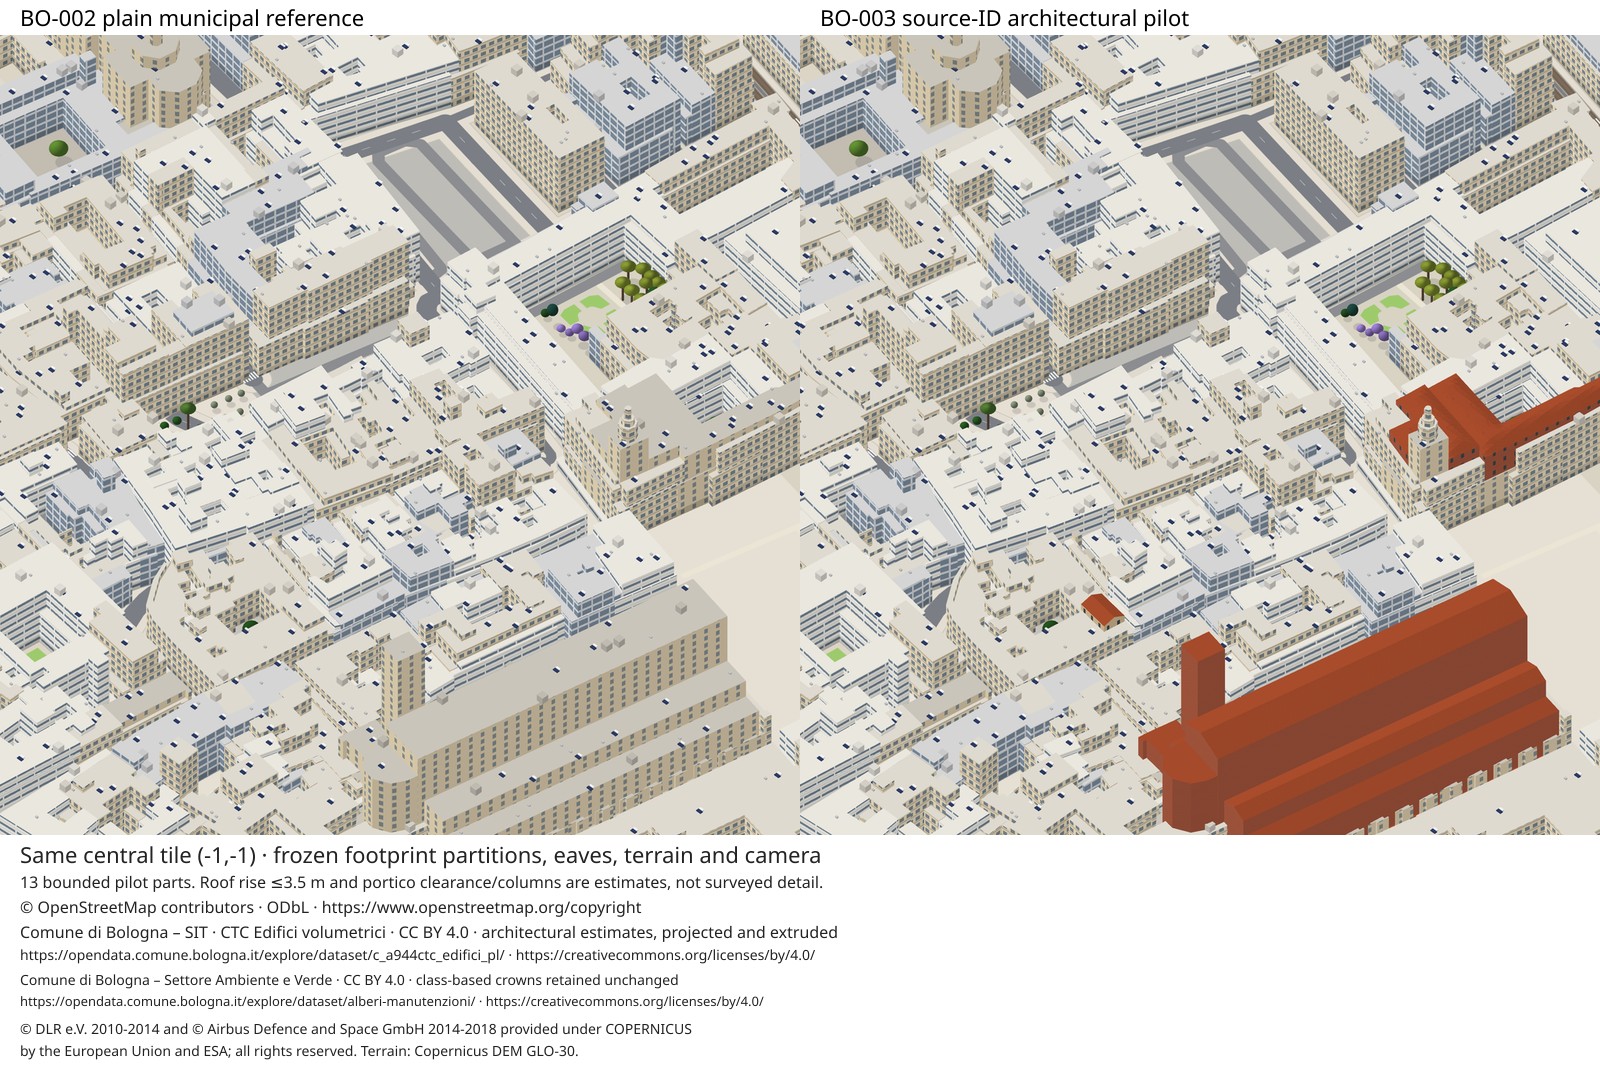 BO-002 plain municipal reference
BO-003 source-ID architectural pilot
Same central tile (-1,-1) · frozen footprint partitions, eaves, terrain and camera
13 bounded pilot parts. Roof rise ≤3.5 m and portico clearance/columns are estimates, not surveyed detail.
© OpenStreetMap contributors · ODbL · https://www.openstreetmap.org/copyright
Comune di Bologna – SIT · CTC Edifici volumetrici · CC BY 4.0 · architectural estimates, projected and extruded
https://opendata.comune.bologna.it/explore/dataset/c_a944ctc_edifici_pl/ · https://creativecommons.org/licenses/by/4.0/
Comune di Bologna – Settore Ambiente e Verde · CC BY 4.0 · class-based crowns retained unchanged
https://opendata.comune.bologna.it/explore/dataset/alberi-manutenzioni/ · https://creativecommons.org/licenses/by/4.0/
© DLR e.V. 2010-2014 and © Airbus Defence and Space GmbH 2014-2018 provided under COPERNICUS
by the European Union and ESA; all rights reserved. Terrain: Copernicus DEM GLO-30.